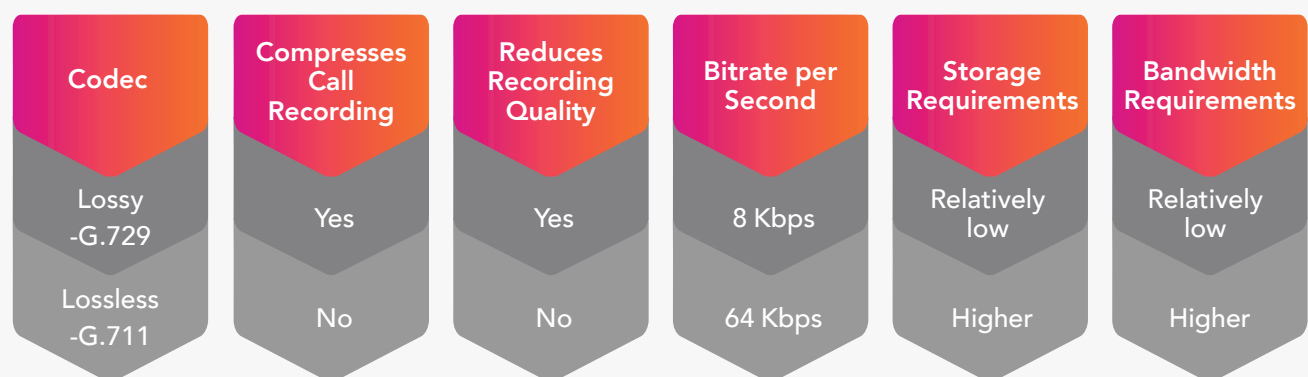 Codec
Compresses
Call
Recording
Reduces
Recording
Quality
Bitrate per
Second
Storage
Requirements
Bandwidth
Requirements
Lossy
-G.729
Yes
Yes
8 Kbps
Relatively
low
Relatively
low
Lossless
-G.711
No
No
64 Kbps
Higher
Higher